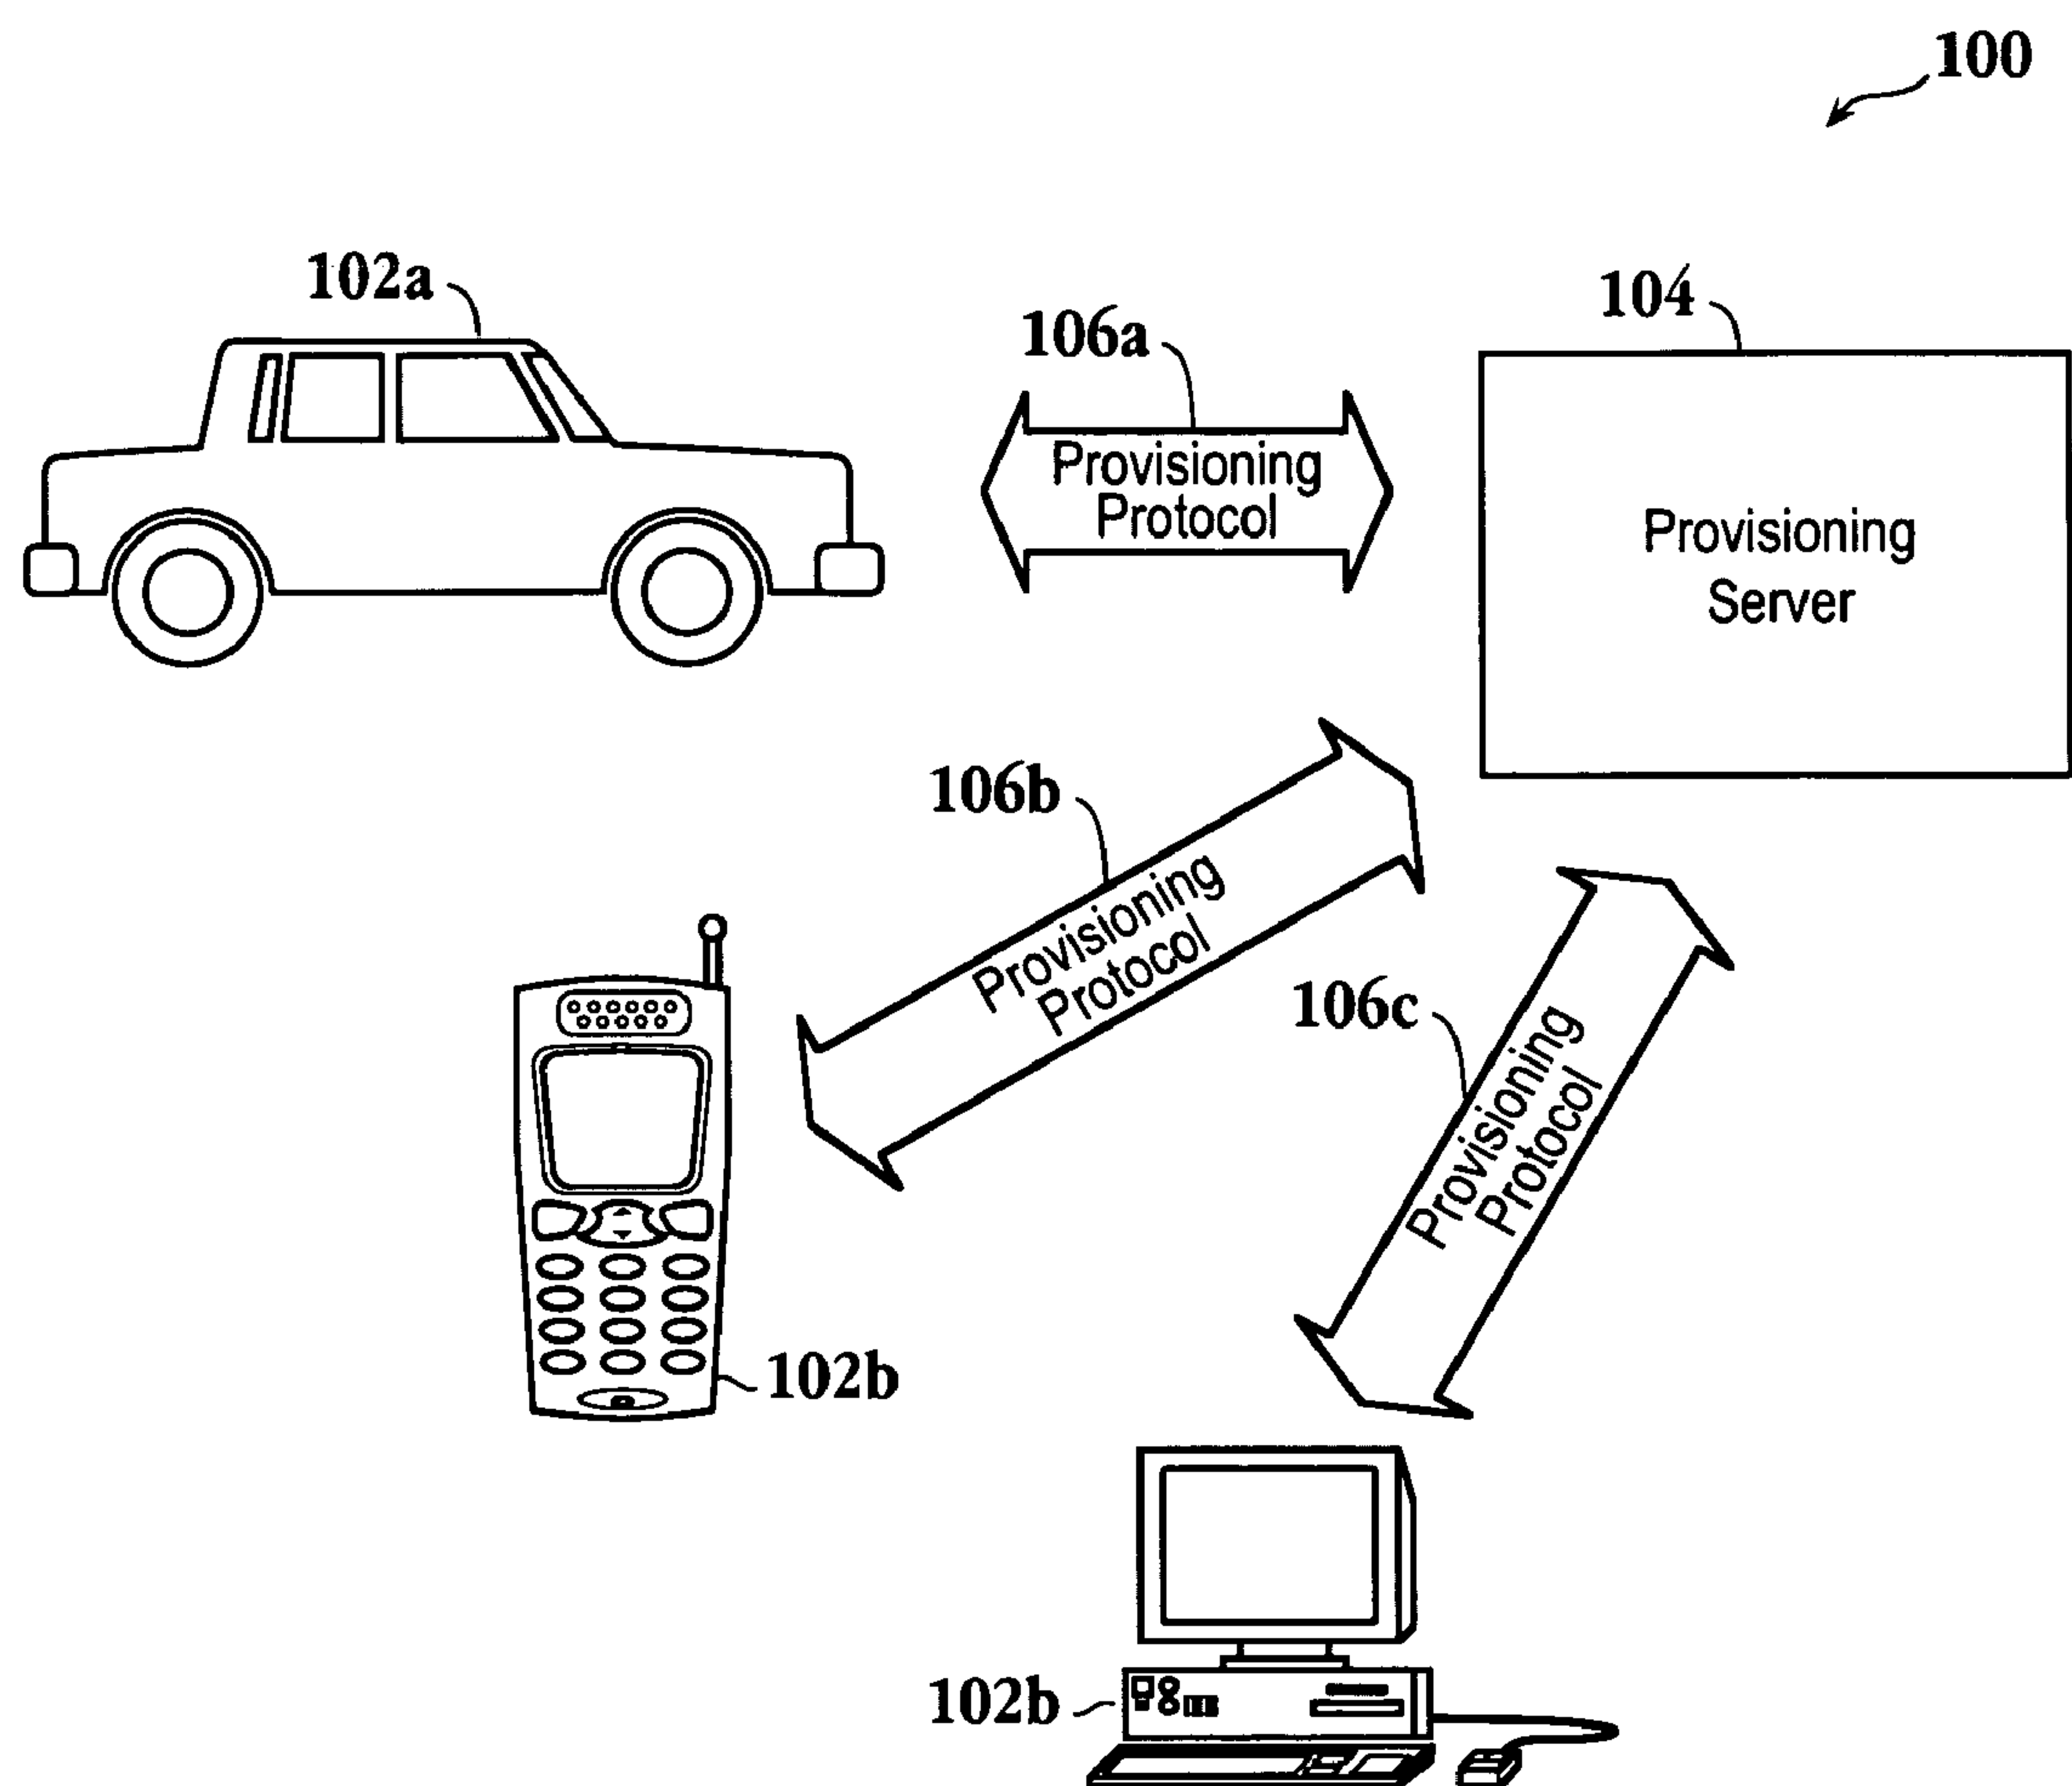 100
102a
106a
104
Provisioning
Protocol
Provisioning
Server
106b
Provisioning
Protocol
106c
Provisioning
Protocol
102b
102b